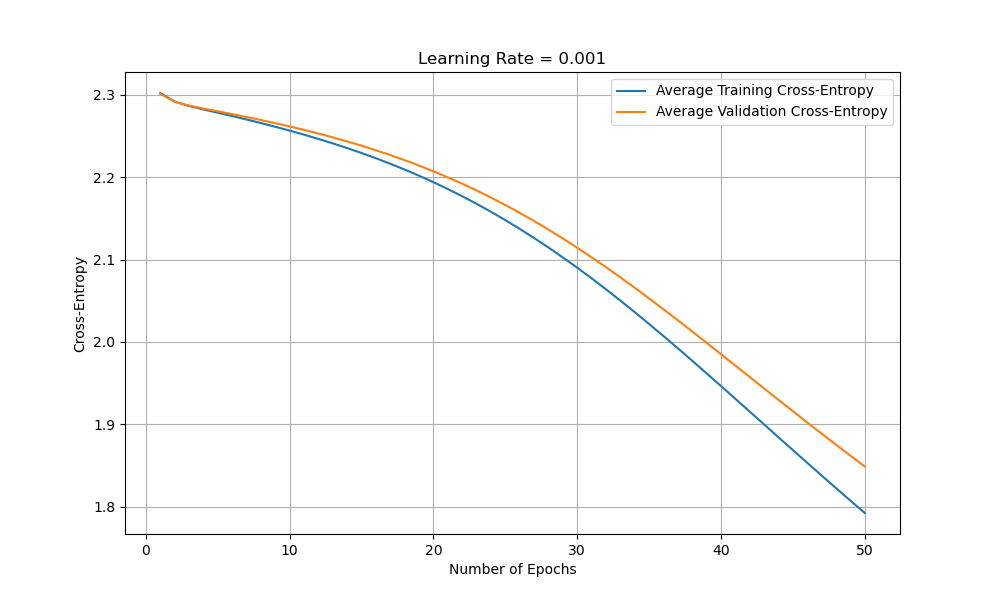 Learning Rate = 0.001
Average Training Cross-Entropy
Average Validation Cross-Entropy
Cross-Entropy
2.3
2.2
2.1
2.0
1.9
1.8
0 10 20 30 40 50
Number of Epochs